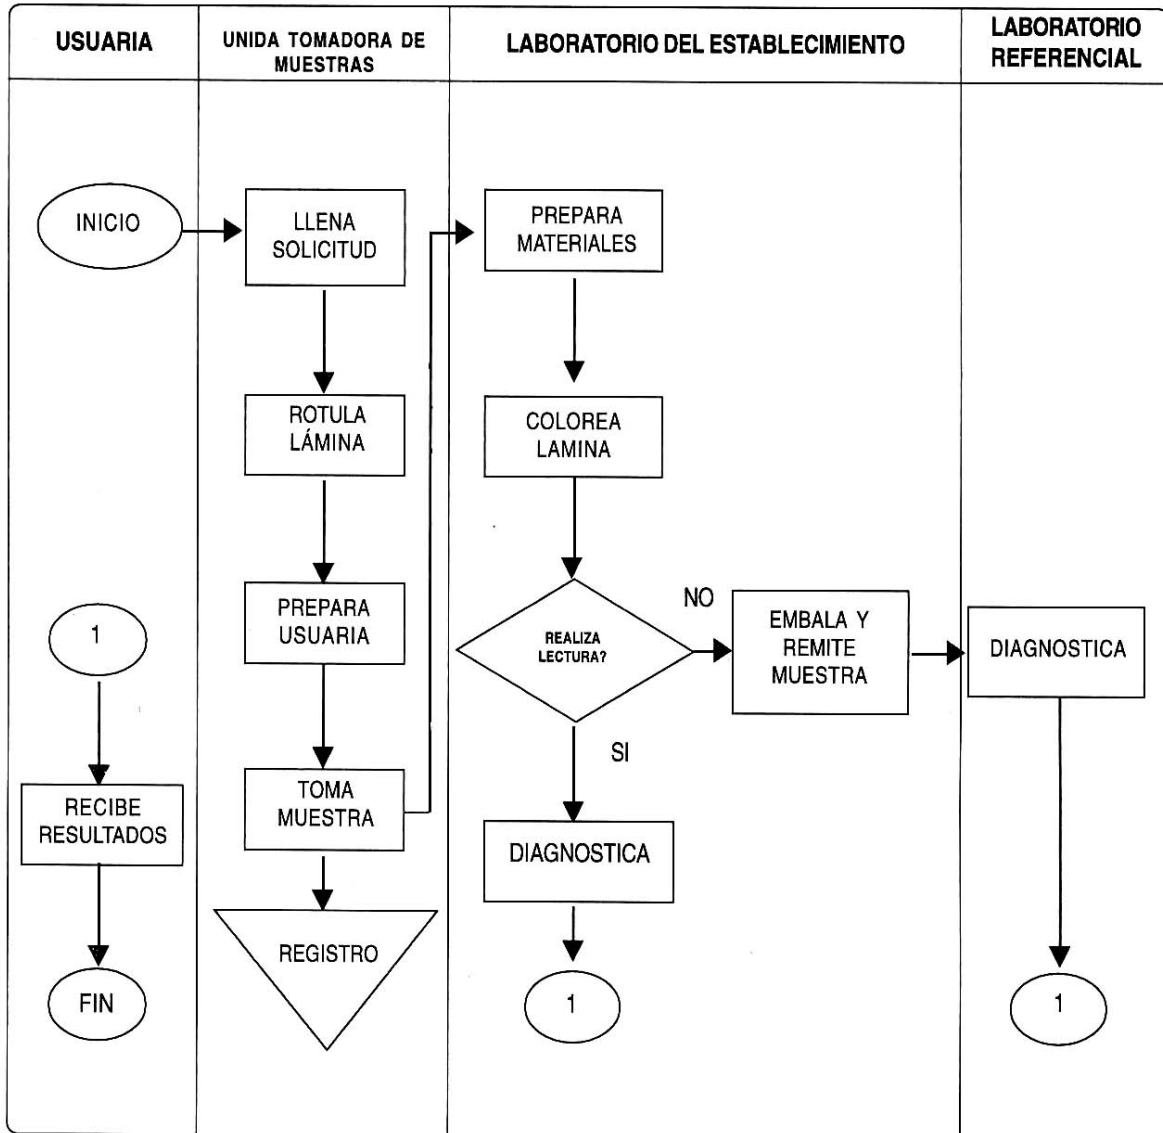 USUARIA
UNIDA TOMADORA DE
MUESTRAS
LABORATORIO DEL ESTABLECIMIENTO
LABORATORIO
REFERENCIAL
INICIO
LLENA
SOLICITUD
PREPARA
MATERIALES
ROTULA
LÁMINA
COLOREA
LAMINA
PREPARA
USUARIA
1
REALIZA
LECTURA?
NO
EMBALA Y
REMITE
MUESTRA
DIAGNOSTICA
SI
TOMA
MUESTRA
RECIBE
RESULTADOS
DIAGNOSTICA
REGISTRO
FIN
1
1